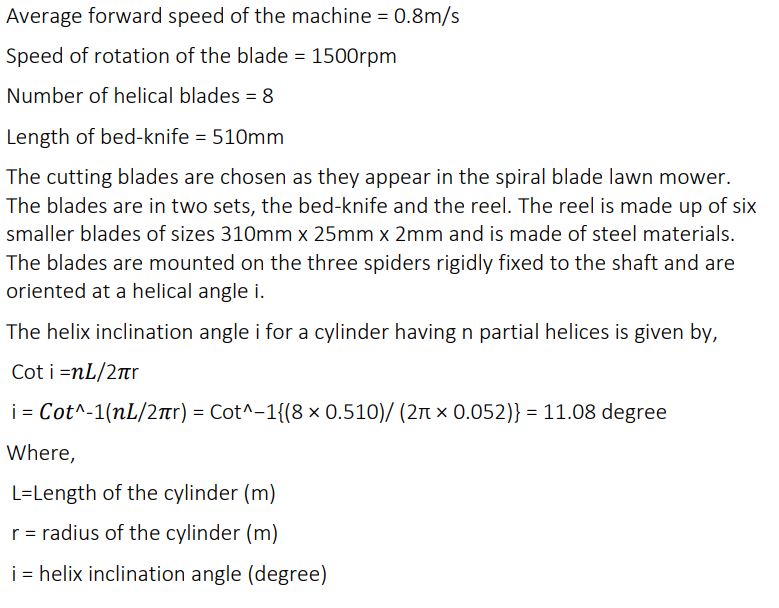 Average forward speed of the machine = 0.8m/s
Speed of rotation of the blade = 1500rpm
Number of helical blades = 8
Length of bed-knife = 510mm
The cutting blades are chosen as they appear in the spiral blade lawn mower.
The blades are in two sets, the bed-knife and the reel. The reel is made up of six
smaller blades of sizes 310mm x 25mm x 2mm and is made of steel materials.
The blades are mounted on the three spiders rigidly fixed to the shaft and are
oriented at a helical angle i.
The helix inclination angle i for a cylinder having n partial helices is given by,
Cot i =𝒏𝑳/2𝝅r
i = 𝑪𝒐𝒕^-1(𝒏𝑳/2𝝅r) = Cot^−1{(8 × 0.510)/ (2π × 0.052)} = 11.08 degree
Where,
L=Length of the cylinder (m)
r = radius of the cylinder (m)
i = helix inclination angle (degree)